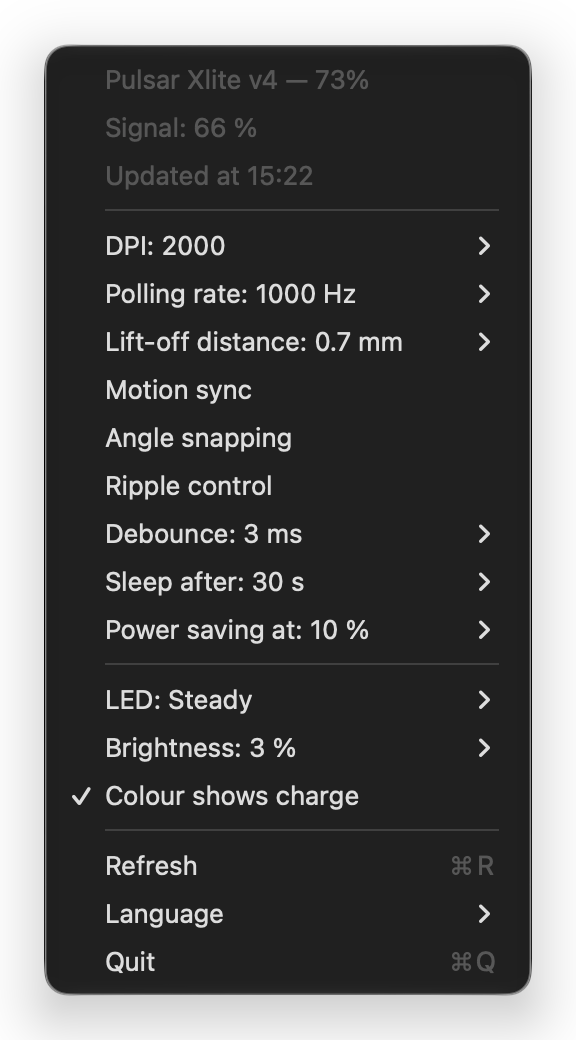 Pulsar Xlite v4 — 73%
Signal: 66 %
Updated at 15:22
DPI: 2000
Polling rate: 1000 Hz
Lift-off distance: 0.7 mm
Motion sync
Angle snapping
Ripple control
Debounce: 3 ms
Sleep after: 30 s
Power saving at: 10 %
LED: Steady
Brightness: 3 %
Colour shows charge
Refresh ⌘ R
Language
Quit ⌘ Q